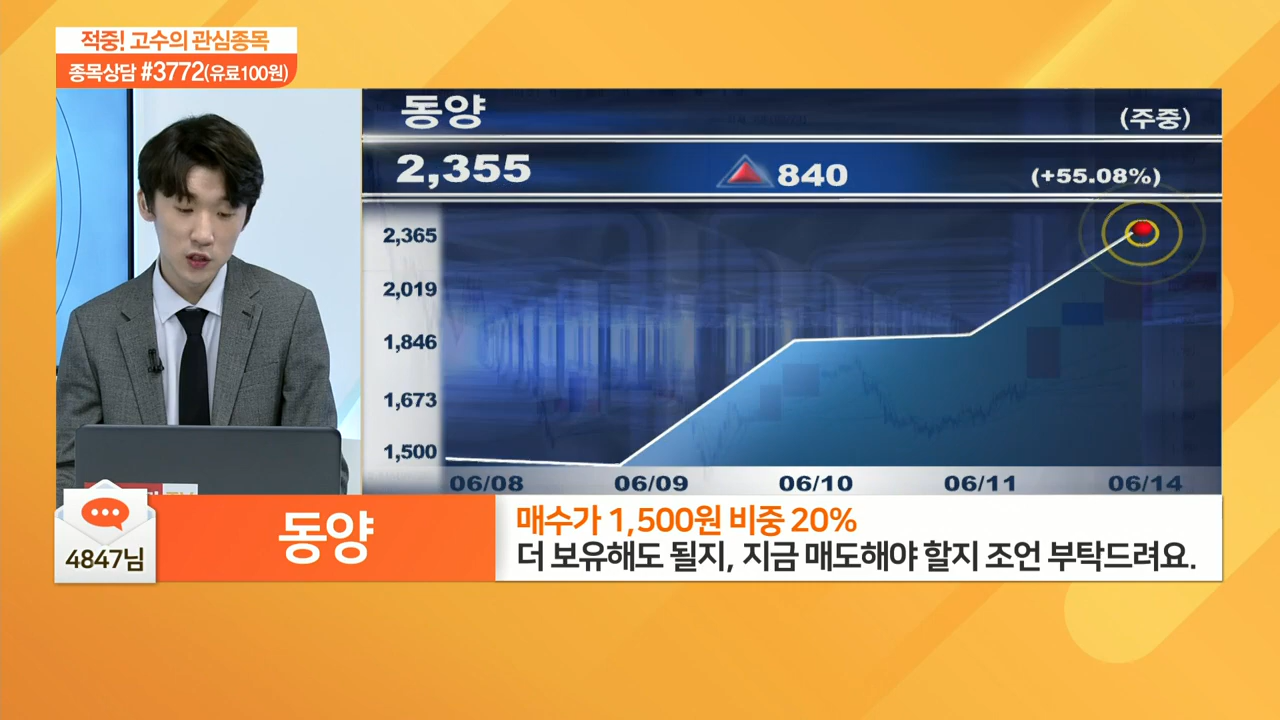 적중! 고수의 관심종목
종목상담 #3772(유료100원)
동양
(주중)
2,355
840
(+55.08%)
2,365
2,019
1,846
1,673
1,500
06/08 06/09 06/10 06/11 06/14
4847님
동양
매수가 1,500원 비중 20%
더 보유해도 될지, 지금 매도해야 할지 조언 부탁드려요.